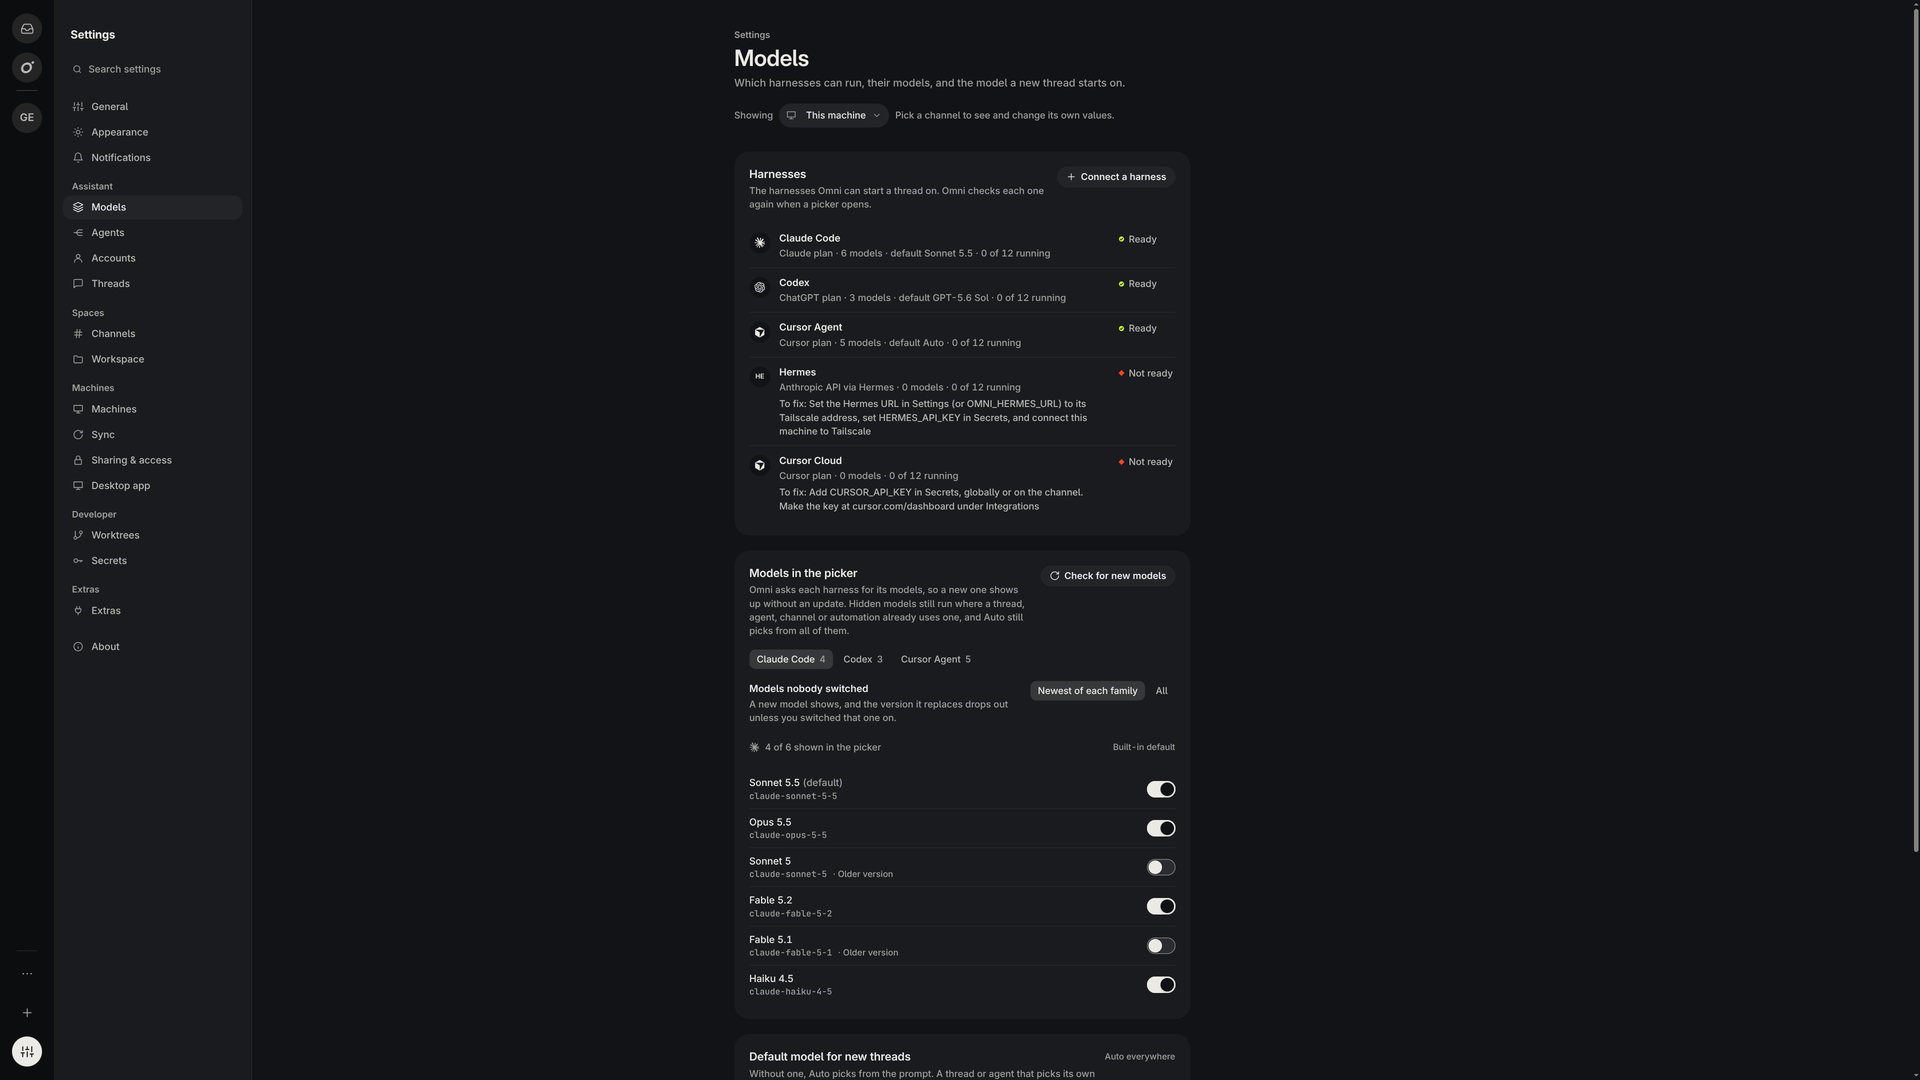 GE
Settings
Search settings
General
Appearance
Notifications
Assistant
Models
Agents
Accounts
Threads
Spaces
Channels
Workspace
Machines
Machines
Sync
Sharing & access
Desktop app
Developer
Worktrees
Secrets
Extras
Extras
About
Settings
Models
Which harnesses can run, their models, and the model a new thread starts on.
Showing This machine Pick a channel to see and change its own values.
Harnesses
Connect a harness
The harnesses Omni can start a thread on. Omni checks each one
again when a picker opens.
Claude Code
Ready
Claude plan · 6 models · default Sonnet 5.5 · 0 of 12 running
Codex
Ready
ChatGPT plan · 3 models · default GPT-5.6 Sol · 0 of 12 running
Cursor Agent
Ready
Cursor plan · 5 models · default Auto · 0 of 12 running
HE
Hermes
Not ready
Anthropic API via Hermes · 0 models · 0 of 12 running
To fix: Set the Hermes URL in Settings (or OMNI_HERMES_URL) to its
Tailscale address, set HERMES_API_KEY in Secrets, and connect this
machine to Tailscale
Cursor Cloud
Not ready
Cursor plan · 0 models · 0 of 12 running
To fix: Add CURSOR_API_KEY in Secrets, globally or on the channel.
Make the key at cursor.com/dashboard under Integrations
Models in the picker
Check for new models
Omni asks each harness for its models, so a new one shows
up without an update. Hidden models still run where a thread,
agent, channel or automation already uses one, and Auto still
picks from all of them.
Claude Code 4 Codex 3 Cursor Agent 5
Models nobody switched
Newest of each family All
A new model shows, and the version it replaces drops out
unless you switched that one on.
4 of 6 shown in the picker
Built-in default
Sonnet 5.5 (default)
claude-sonnet-5-5
Opus 5.5
claude-opus-5-5
Sonnet 5
claude-sonnet-5 · Older version
Fable 5.2
claude-fable-5-2
Fable 5.1
claude-fable-5-1 · Older version
Haiku 4.5
claude-haiku-4-5
Default model for new threads
Auto everywhere
Without one, Auto picks from the prompt. A thread or agent that picks its own